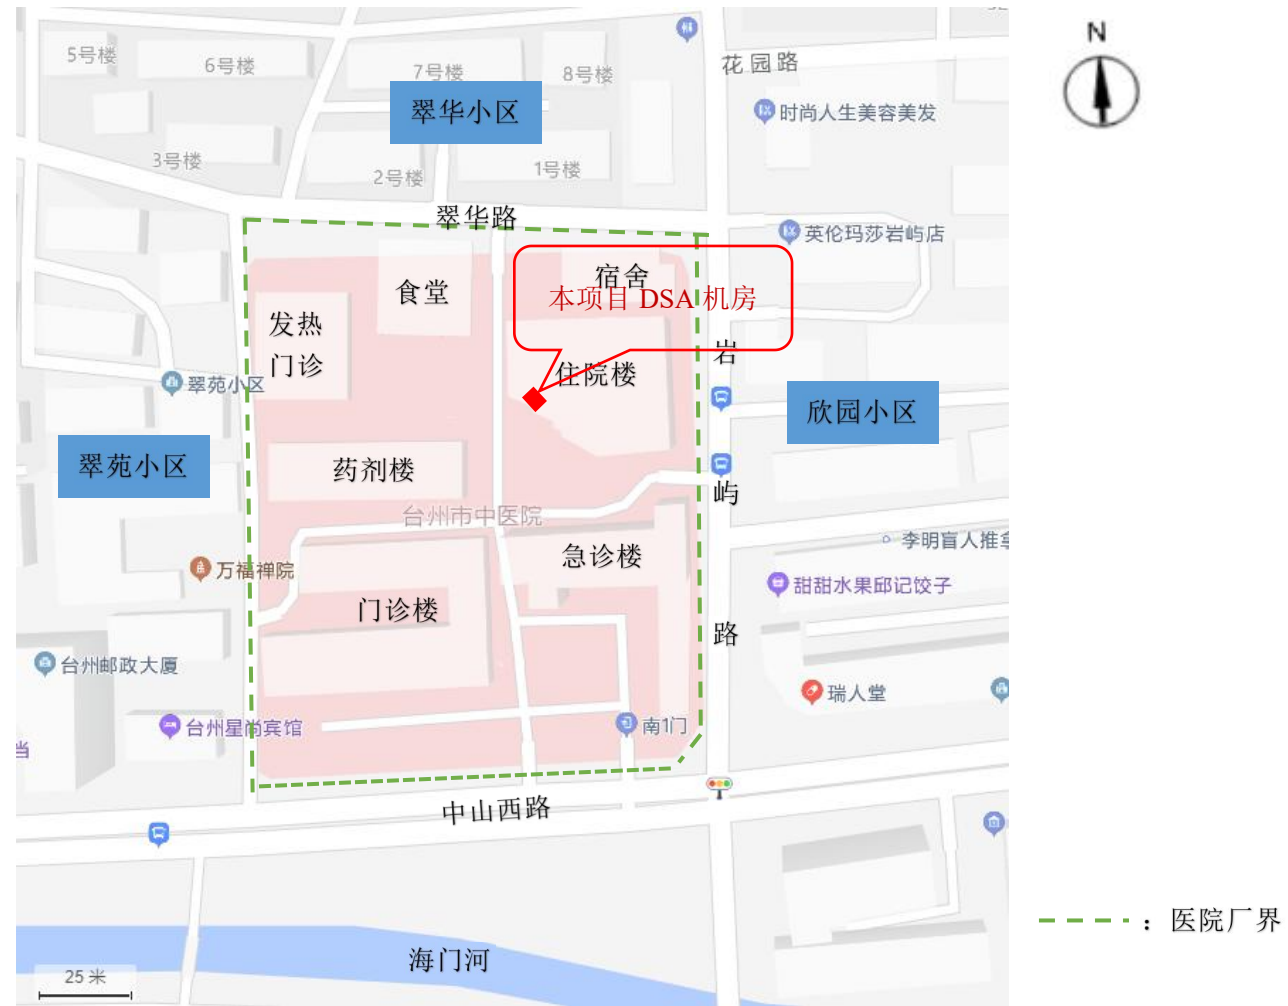 N
5号楼
6号楼
7号楼
8号楼
花园路
翠华小区
时尚人生美容美发
3号楼
2号楼
1号楼
翠华路
英伦玛莎岩屿店
食堂
宿舍
本项目 DSA 机房
发热
门诊
住院楼
岩
屿
路
翠苑小区
欣园小区
翠苑小区
药剂楼
台州市中医院
急诊楼
李明盲人推拿
万福禅院
甜甜水果邱记饺子
门诊楼
台州邮政大厦
瑞人堂
台州星尚宾馆
南1门
当
中山西路
海门河
25 米
：医院厂界